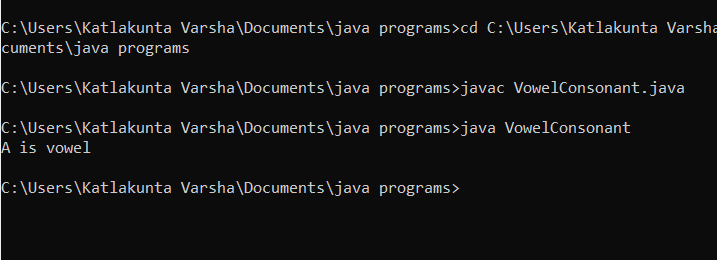 C:\Users\Katlakunta Varsha\Documents\java programs>cd C:\Users\Katlakunta Varsha
cuments\java programs
C:\Users\Katlakunta Varsha\Documents\java programs>javac VowelConsonant.java
C:\Users\Katlakunta Varsha\Documents\java programs>java VowelConsonant
A is vowel
C:\Users\Katlakunta Varsha\Documents\java programs>